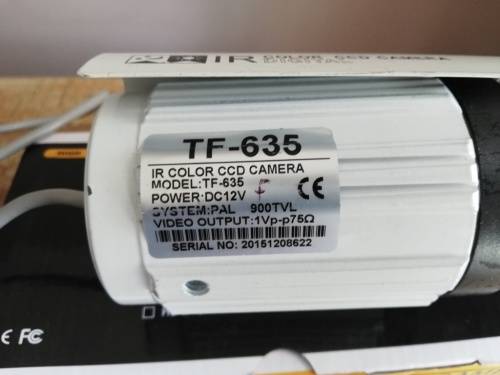 IR COLOR CCD CAMERA
DIGITAL
TF-635
IR COLOR CCD CAMERA
MODEL:TF-635
POWER:DC12V F CE
SYSTEM:PAL 900TVL
VIDEO OUTPUT:1Vp-p75Ω
SERIAL NO: 20151208622
CE FC